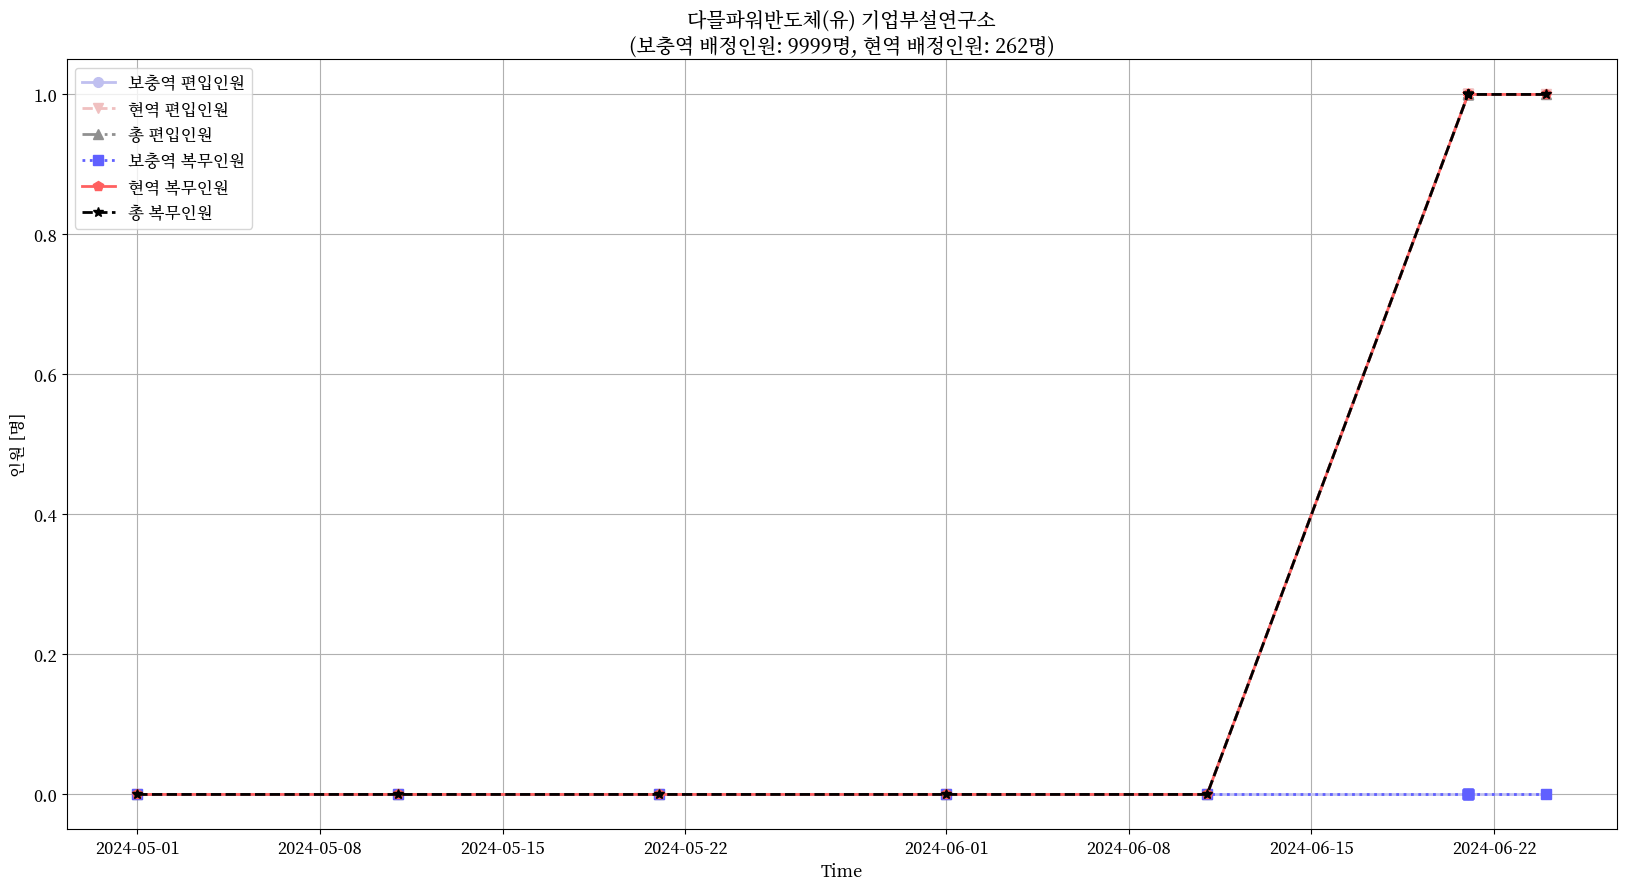 다믈파워반도체(유) 기업부설연구소
(보충역 배정인원: 9999명, 현역 배정인원: 262명)
보충역 편입인원
현역 편입인원
총 편입인원
보충역 복무인원
현역 복무인원
총 복무인원
1.0
0.8
0.6
0.4
0.2
0.0
인원 [명]
2024-05-01 2024-05-08 2024-05-15 2024-05-22 2024-06-01 2024-06-08 2024-06-15 2024-06-22
Time